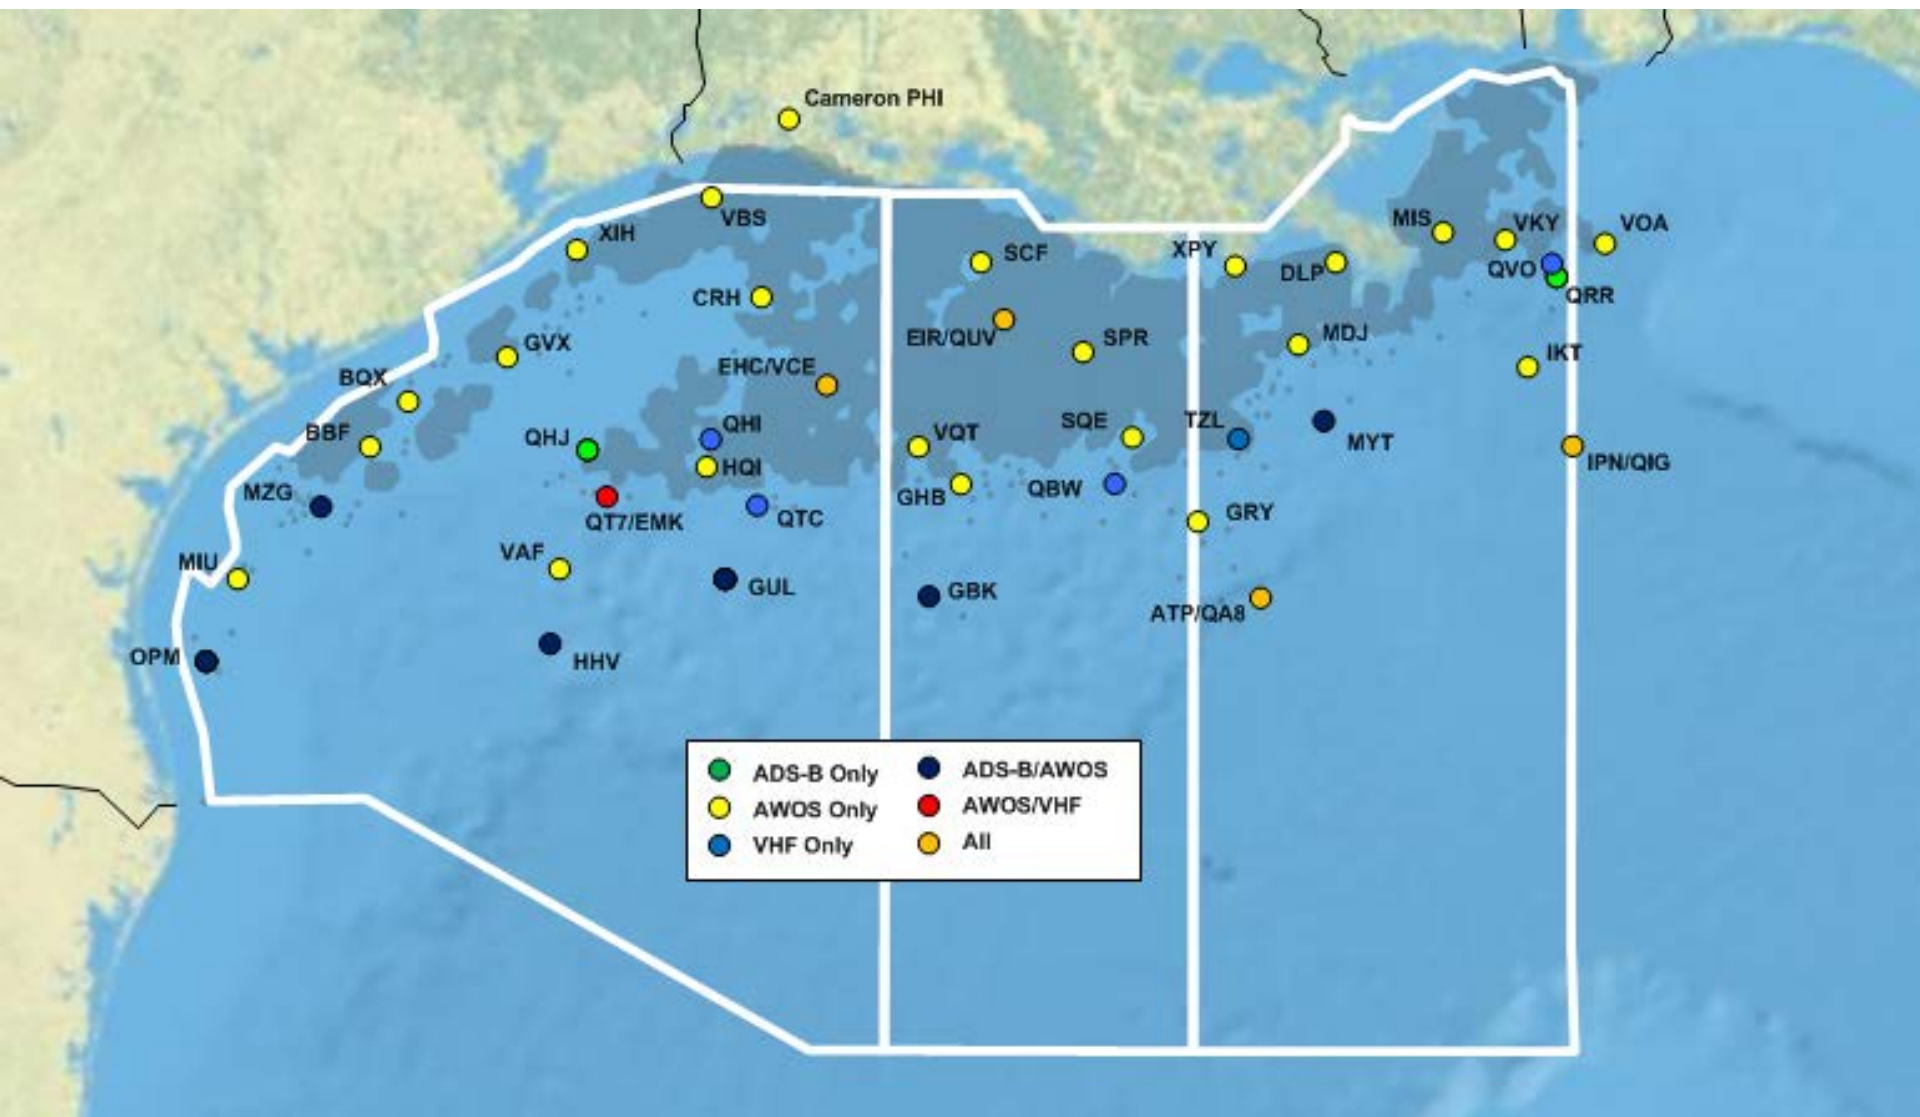 Cameron PHI
VBS
XIH
MIS
VKY
VOA
SCF
XPY
DLP
QVO
QRR
CRH
EIR/QUV
SPR
MDJ
GVX
IKT
EHC/VCE
BQX
BBF
QHJ
QHI
VQT
SQE
TZL
MYT
HQI
IPN/QIG
MZG
GHB
QBW
QT7/EMK
QTC
GRY
VAF
MIU
GUL
GBK
ATP/QA8
OPM
HHV
ADS-B Only
AWOS Only
VHF Only
ADS-B/AWOS
AWOS/VHF
All